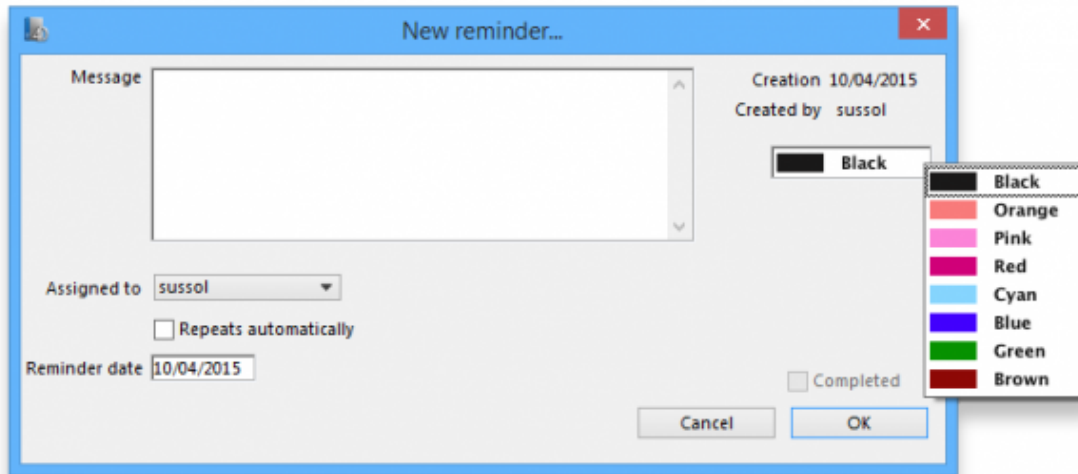 New reminder...
Message
Creation 10/04/2015
Created by sussol
Black
Black
Orange
Pink
Red
Cyan
Blue
Green
Brown
Assigned to sussol
Repeats automatically
Reminder date 10/04/2015
Completed
Cancel OK